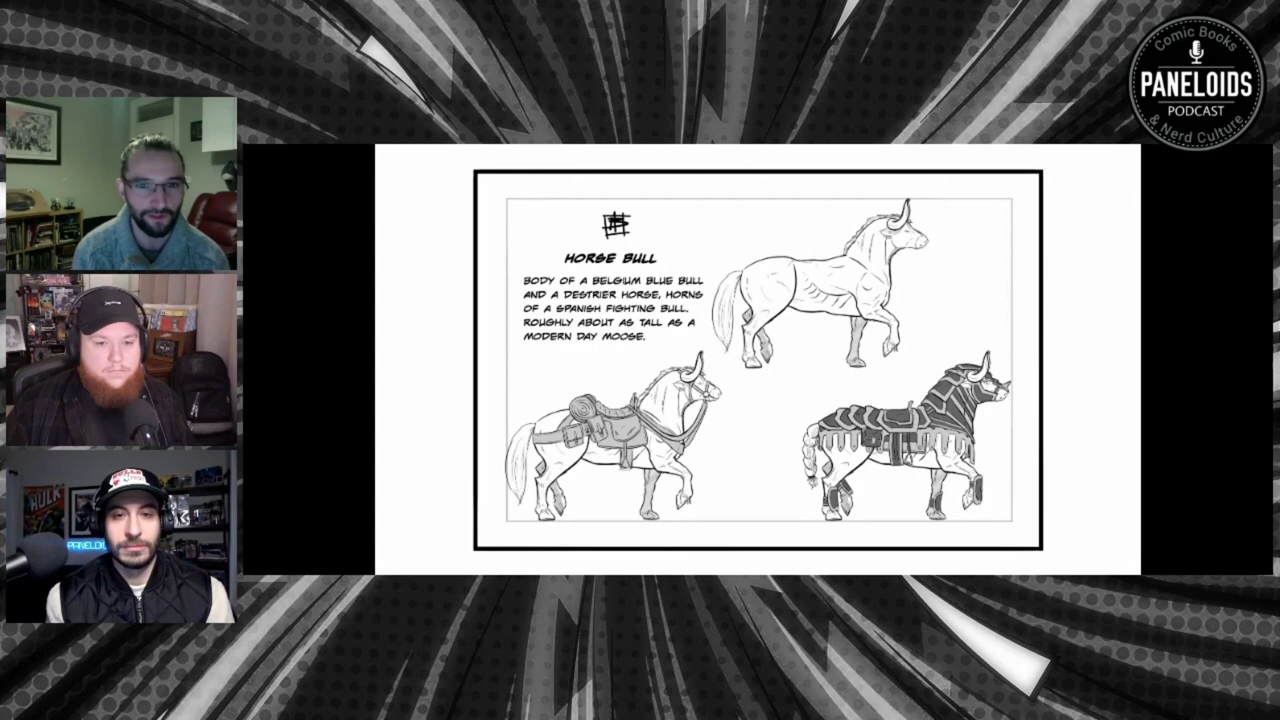 Comic Books
PANELOIDS
PODCAST
& Nerd Culture
HORSE BULL
BODY OF A BELGIUM BLUE BULL
AND A DESTRIER HORSE, HORNS
OF A SPANISH FIGHTING BULL.
ROUGHLY ABOUT AS TALL AS A
MODERN DAY MOOSE.
HULK
PANELOI